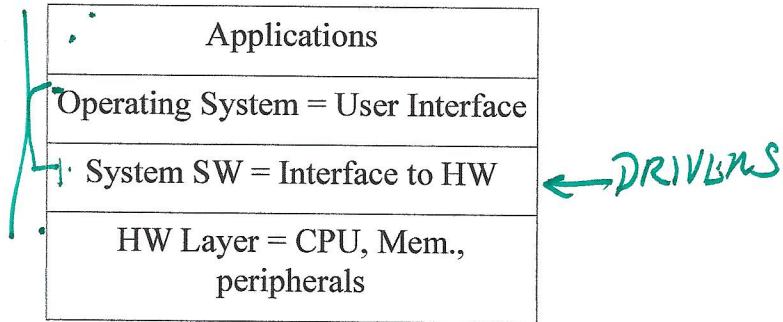 Applications
Operating System = User Interface
System SW = Interface to HW
DRIVERS
HW Layer = CPU, Mem.,
peripherals